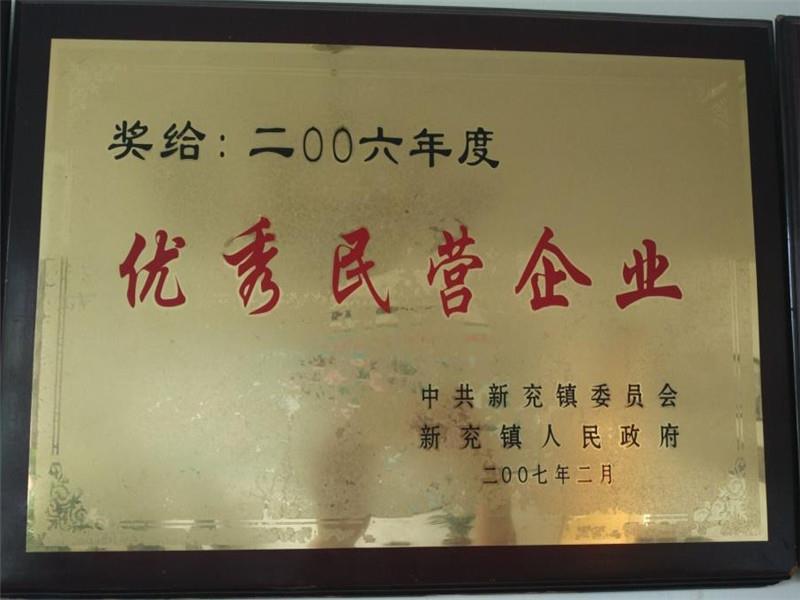 奖给：二00六年度
优秀民营企业
中共新兖镇委员会
新兖镇人民政府
二00七年二月